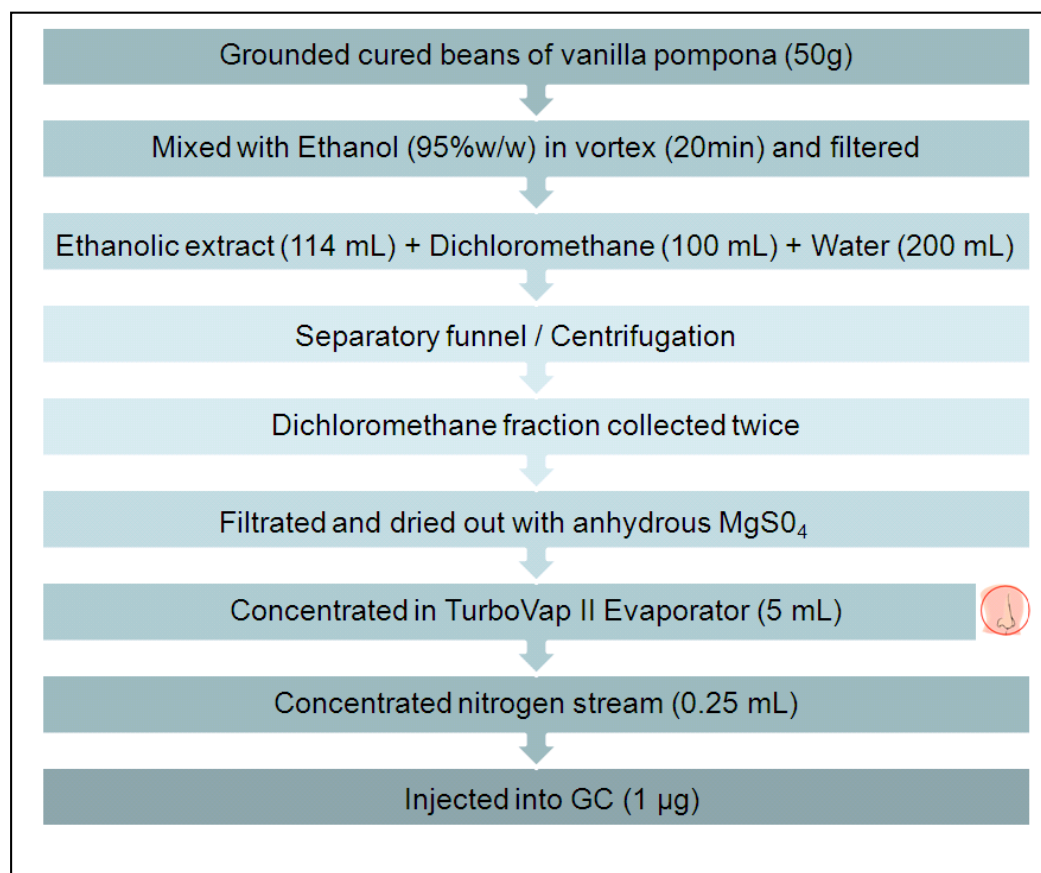 Grounded cured beans of vanilla pompona (50g)
Mixed with Ethanol (95%w/w) in vortex (20min) and filtered
Ethanolic extract (114 mL) + Dichloromethane (100 mL) + Water (200 mL)
Separatory funnel / Centrifugation
Dichloromethane fraction collected twice
Filtrated and dried out with anhydrous MgS0₄
Concentrated in TurboVap II Evaporator (5 mL)
Concentrated nitrogen stream (0.25 mL)
Injected into GC (1 µg)